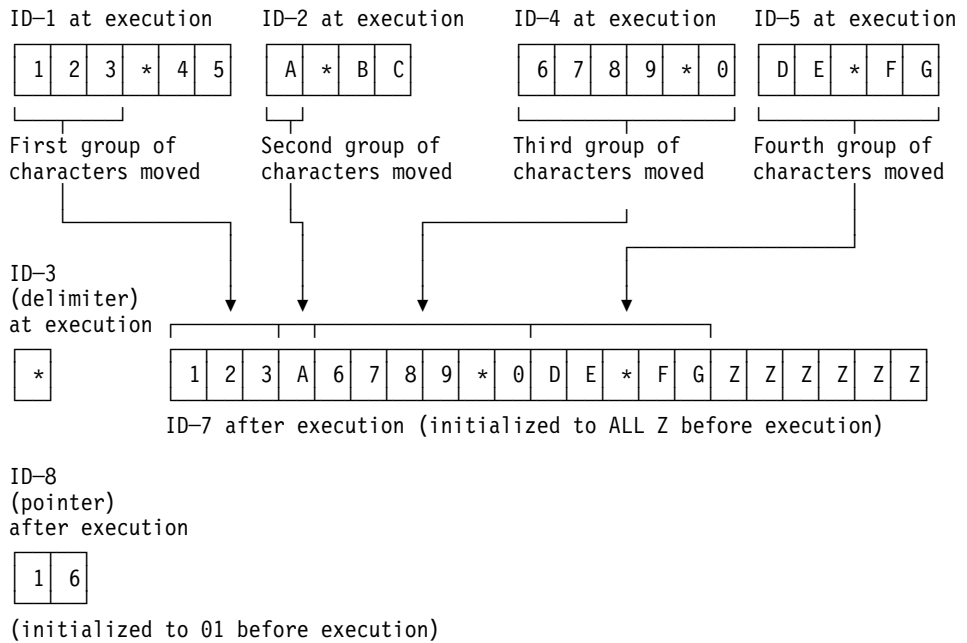 ID–1 at execution ID–2 at execution ID–4 at execution ID–5 at execution
1 2 3 * 4 5 A * B C 6 7 8 9 * 0 D E * F G
First group of Second group of Third group of Fourth group of
characters moved characters moved characters moved characters moved
ID–3
(delimiter)
at execution
* 1 2 3 A 6 7 8 9 * 0 D E * F G Z Z Z Z Z Z
ID–7 after execution (initialized to ALL Z before execution)
ID–8
(pointer)
after execution
1 6
(initialized to 01 before execution)